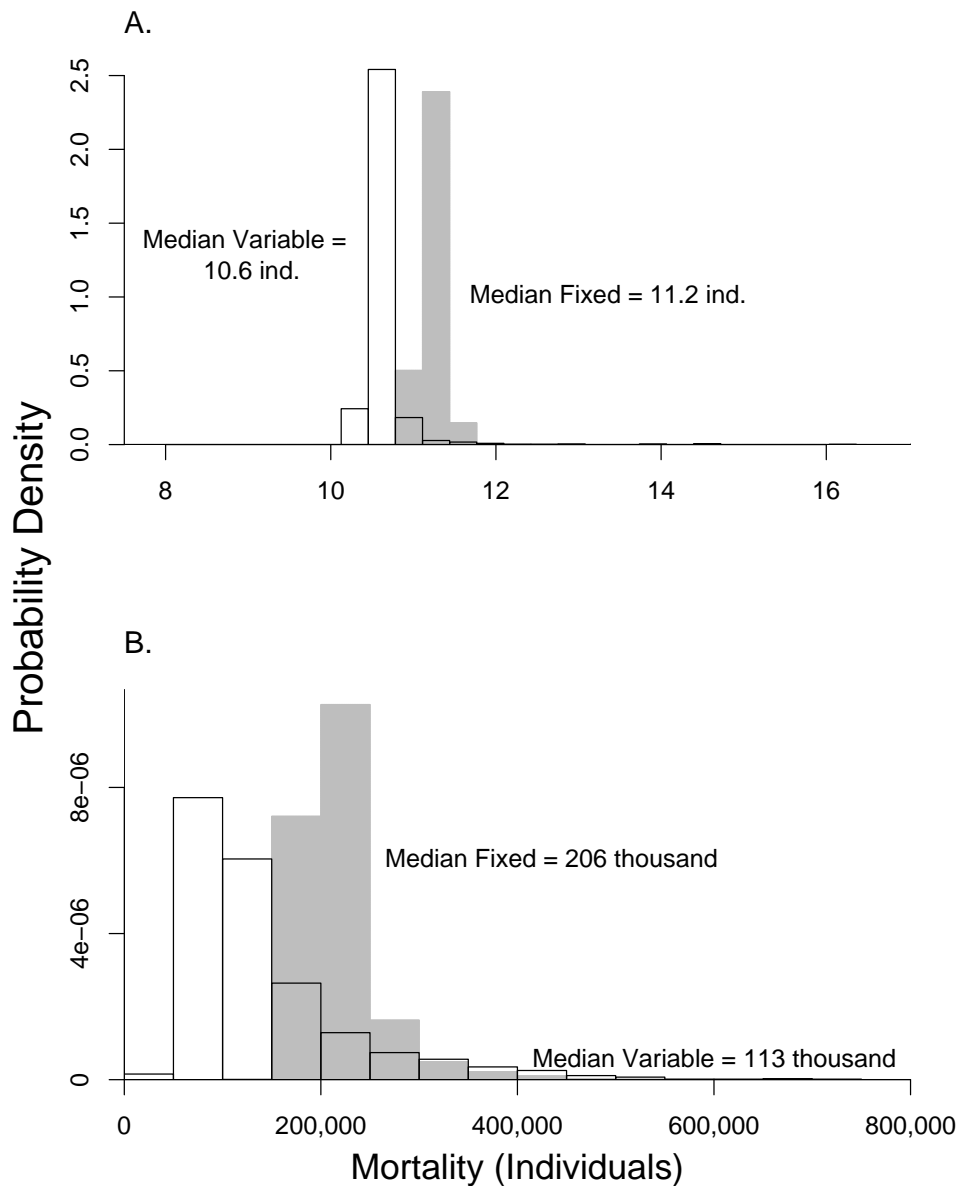 A.
2.5
2.0
1.5
1.0
0.5
0.0
Median Variable =
10.6 ind.
Median Fixed = 11.2 ind.
8 10 12 14 16
Probability Density
B.
8e−06
4e−06
0
Median Fixed = 206 thousand
Median Variable = 113 thousand
0 200,000 400,000 600,000 800,000
Mortality (Individuals)